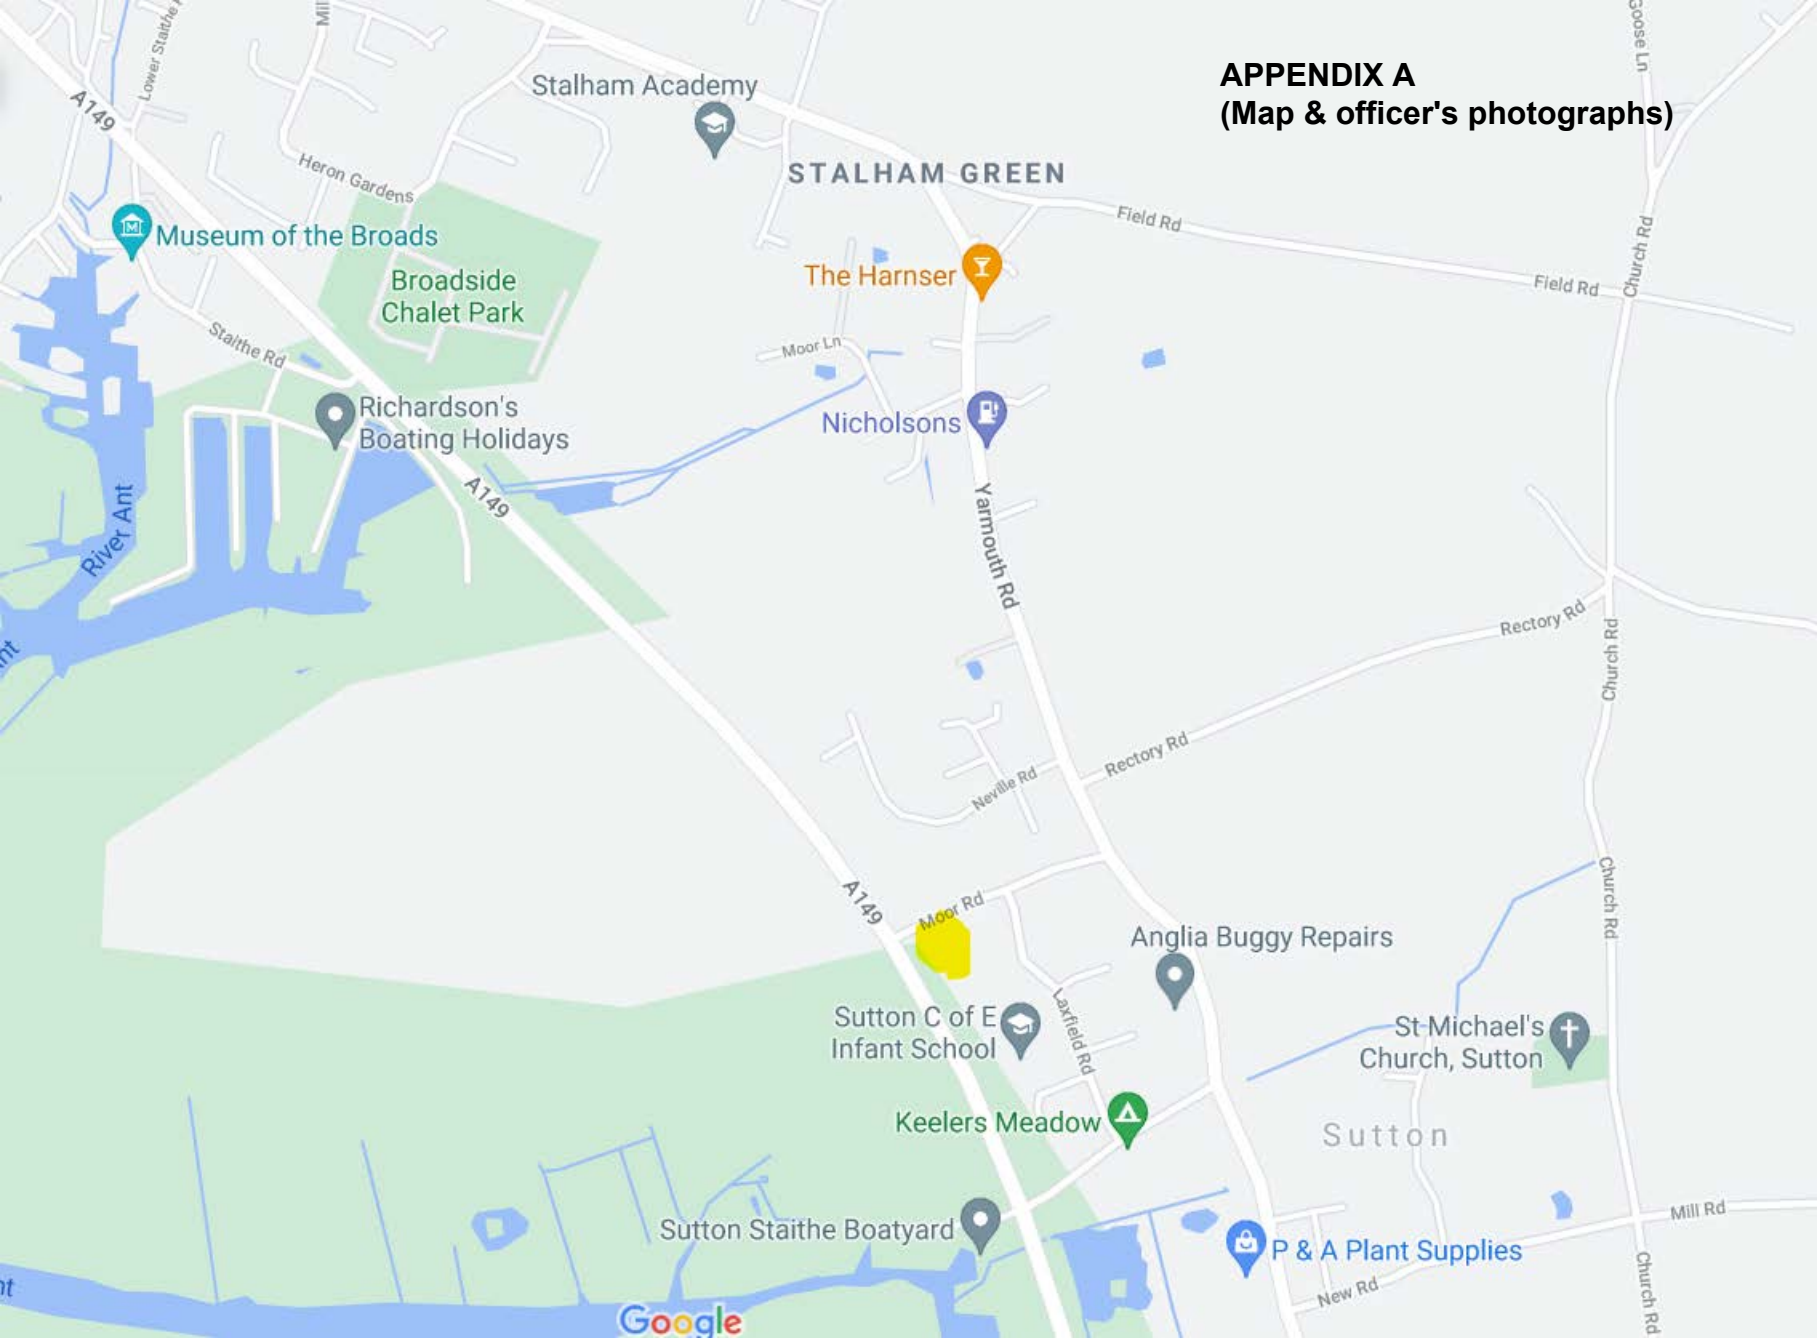 APPENDIX A
(Map & officer's photographs)
Goose Ln
Lower Staithe
A149
Stalham Academy
STALHAM GREEN
Heron Gardens
Field Rd
Museum of the Broads
Church Rd
The Harnser
Broadside
Chalet Park
Field Rd
Staithe Rd
Moor Ln
Richardson's
Boating Holidays
Nicholsons
A149
River Ant
Yarmouth Rd
Rectory Rd
Church Rd
Rectory Rd
Neville Rd
A149
Moor Rd
Church Rd
Anglia Buggy Repairs
Sutton C of E
Infant School
Laxfield Rd
St Michael's
Church, Sutton
Keelers Meadow
Sutton
Sutton Staithe Boatyard
Mill Rd
P & A Plant Supplies
New Rd
Church Rd
Google